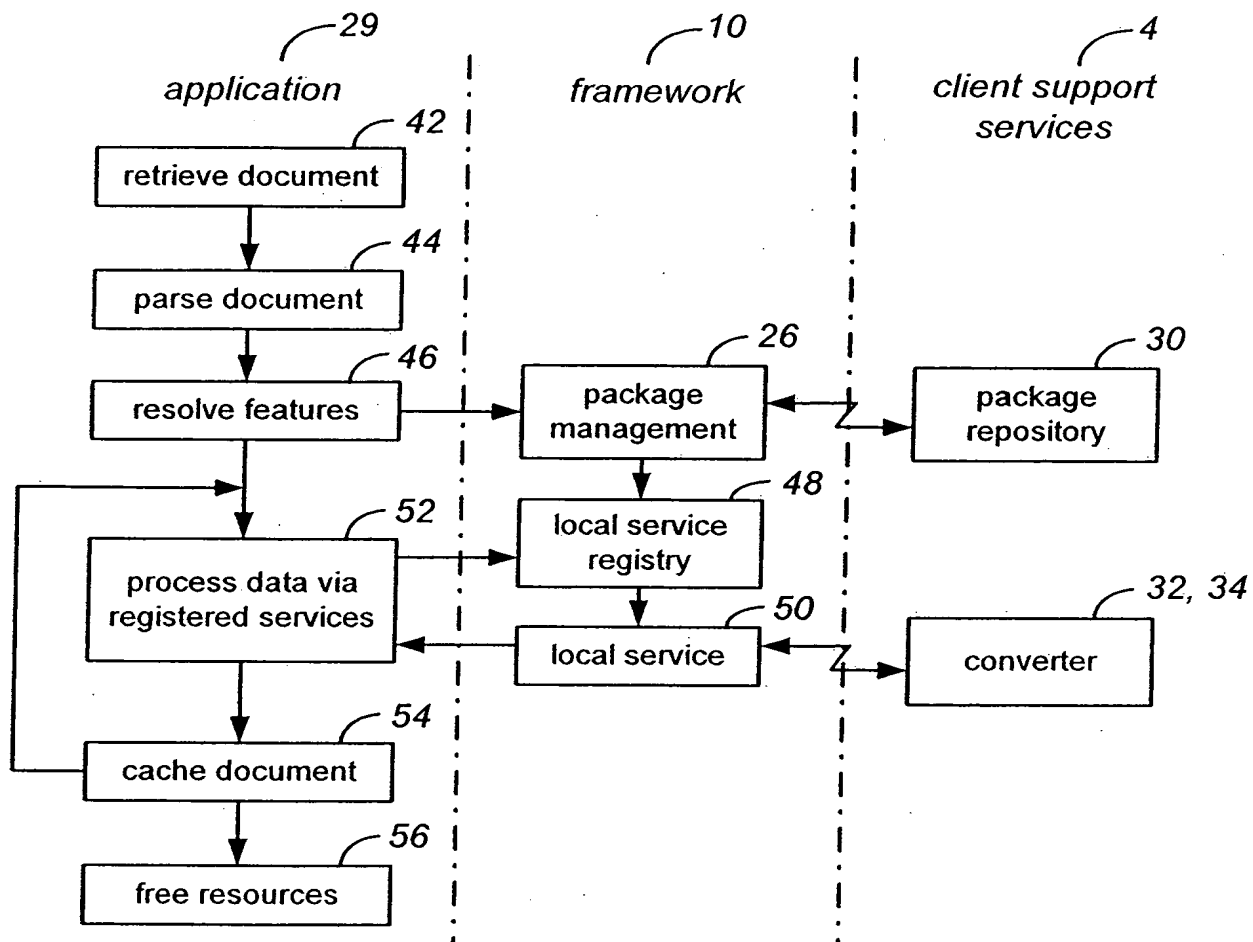 29
10
4
application
framework
client support
services
42
retrieve document
44
parse document
46
resolve features
26
package
management
30
package
repository
48
local service
registry
52
process data via
registered services
50
local service
32, 34
converter
54
cache document
56
free resources